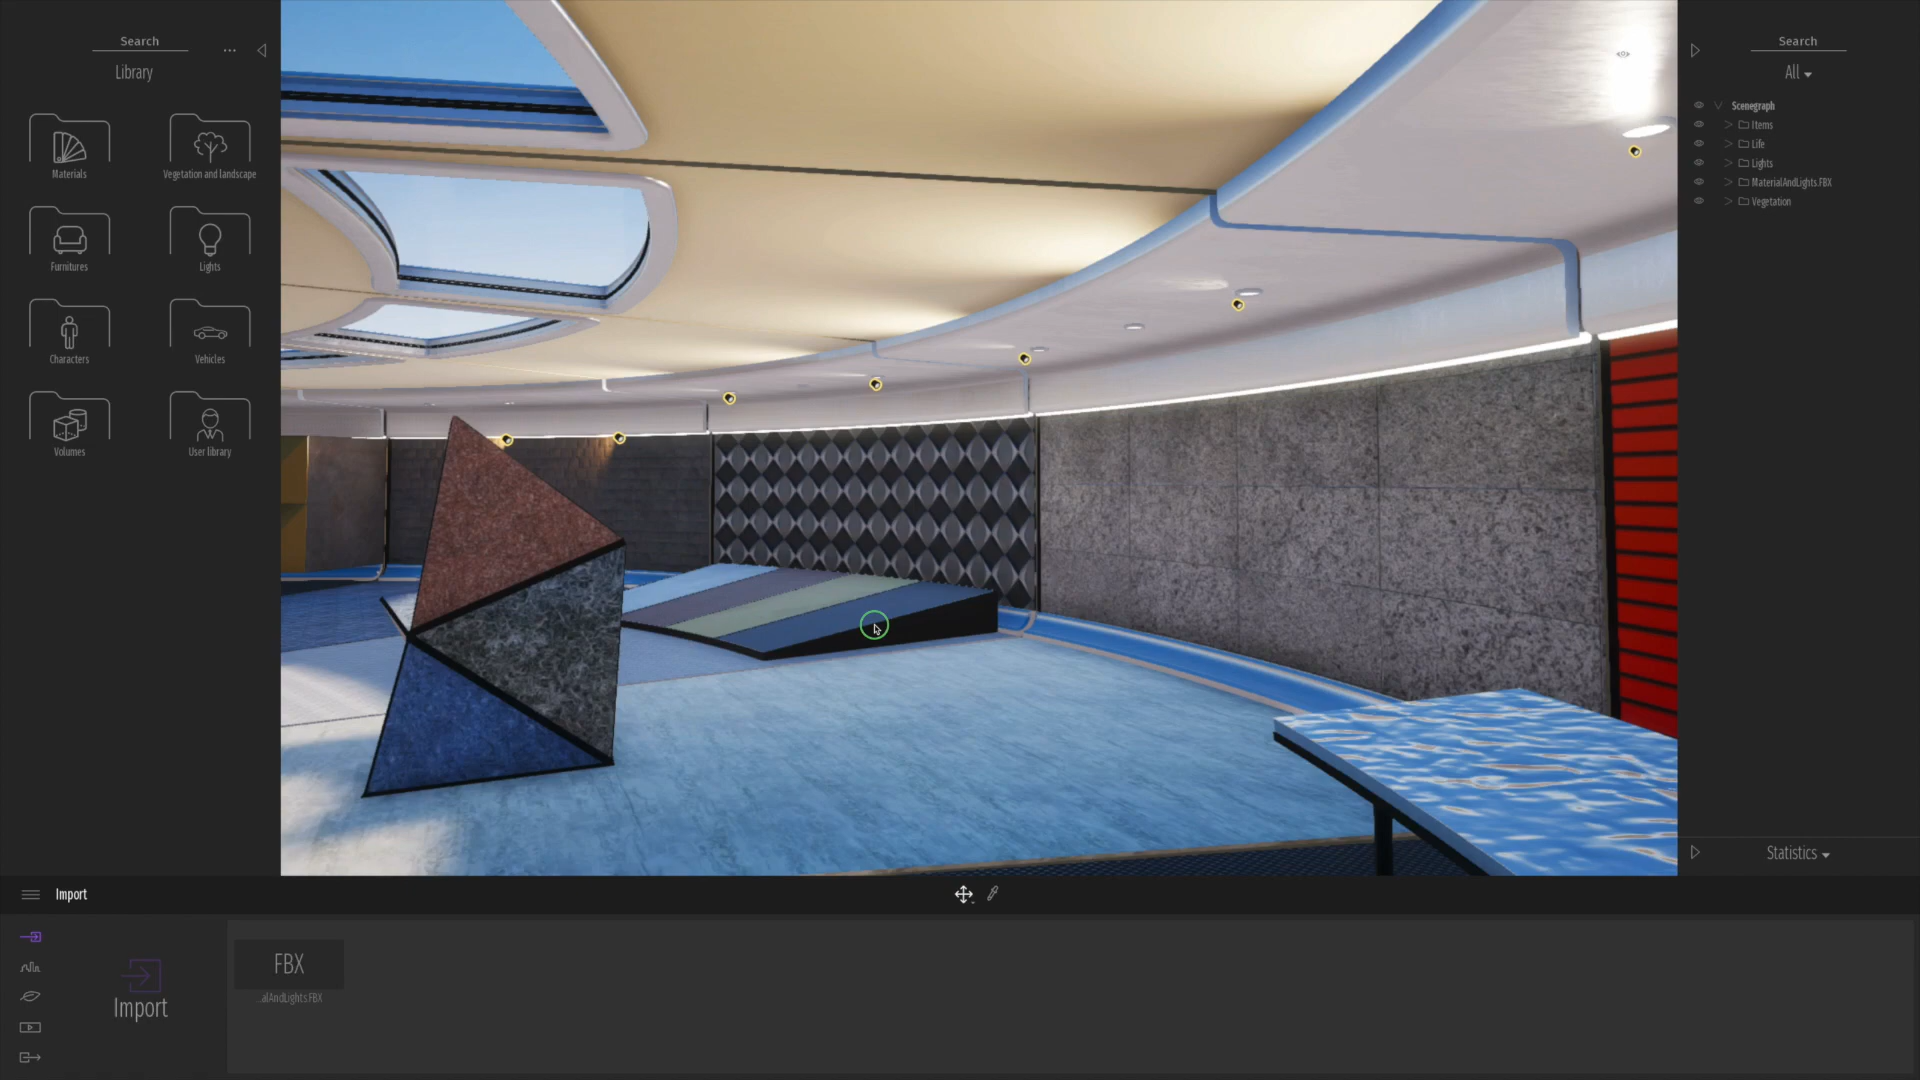 Search
Library
Materials
Vegetation and landscape
Furnitures
Lights
Characters
Vehicles
Volumes
User library
Search
All
Scenegraph
Items
Life
Lights
MaterialAndLights.FBX
Vegetation
Statistics
Import
Import
FBX
...alAndLights.FBX